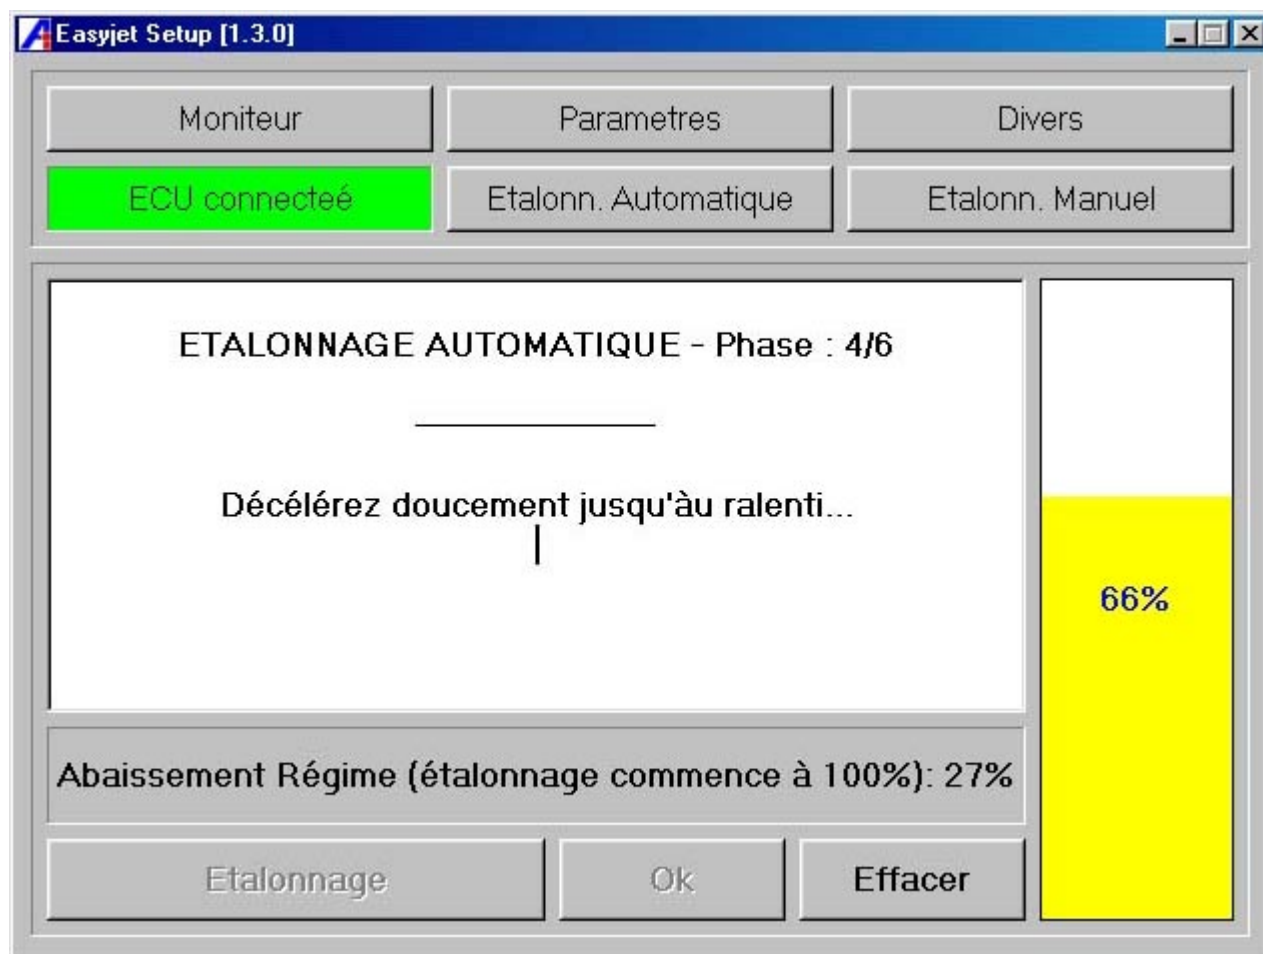 Easyjet Setup [1.3.0]
Moniteur
Parametres
Divers
ECU connecteé
Etalonn. Automatique
Etalonn. Manuel
ETALONNAGE AUTOMATIQUE - Phase : 4/6
Décélérez doucement jusqu'àu ralenti...
66%
Abaissement Régime (étalonnage commence à 100%): 27%
Etalonnage
Ok
Effacer